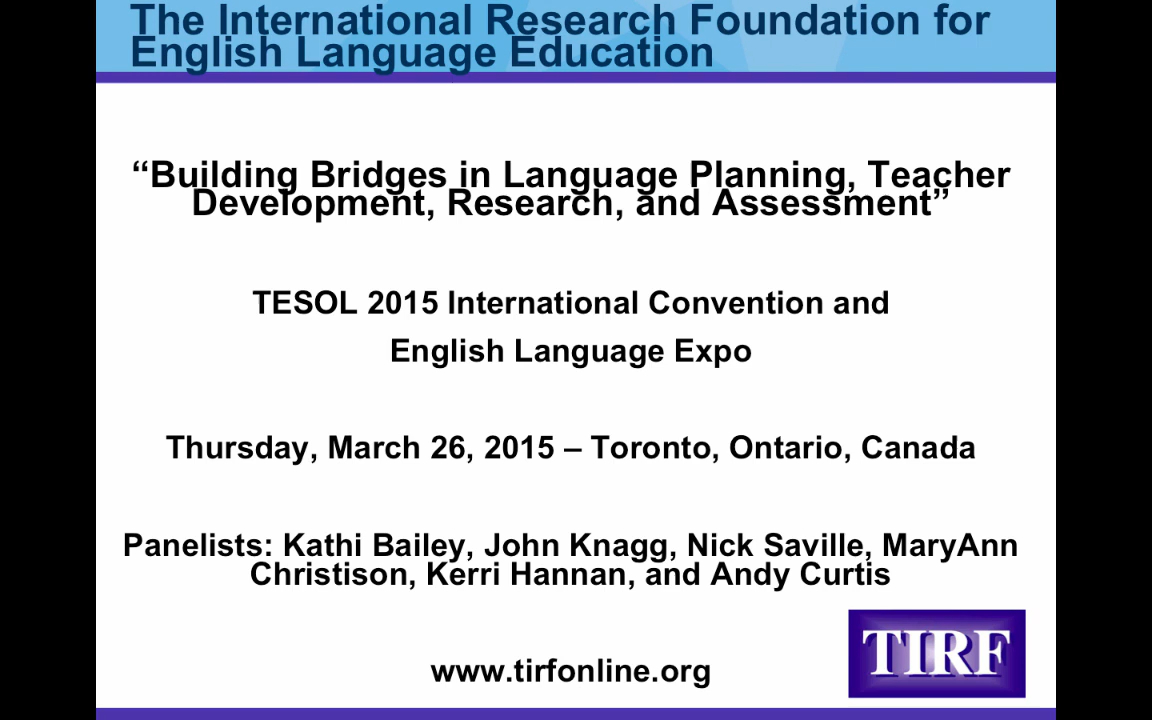 The International Research Foundation for
English Language Education
“Building Bridges in Language Planning, Teacher
Development, Research, and Assessment”
TESOL 2015 International Convention and
English Language Expo
Thursday, March 26, 2015 – Toronto, Ontario, Canada
Panelists: Kathi Bailey, John Knagg, Nick Saville, MaryAnn
Christison, Kerri Hannan, and Andy Curtis
www.tirfonline.org
TIRF